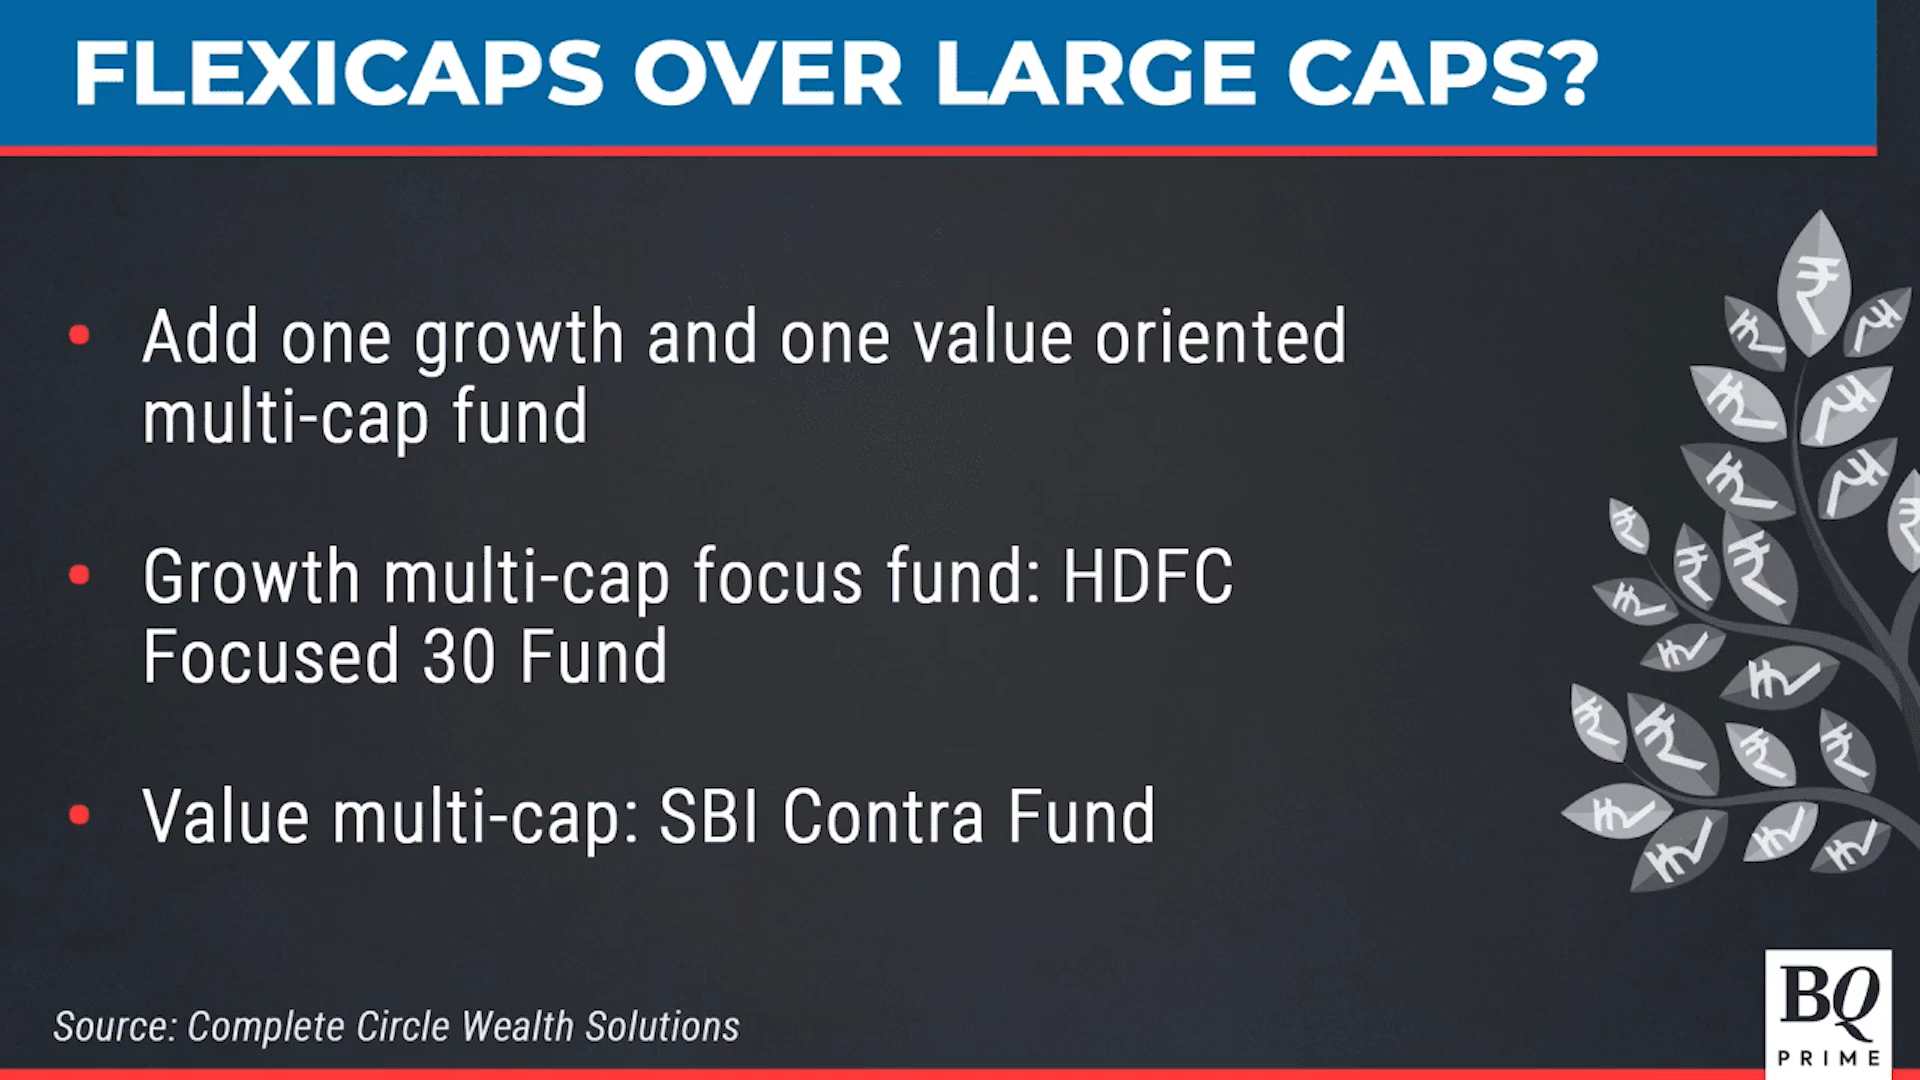 FLEXICAPS OVER LARGE CAPS?
• Add one growth and one value oriented
multi-cap fund
• Growth multi-cap focus fund: HDFC
Focused 30 Fund
• Value multi-cap: SBI Contra Fund
Source: Complete Circle Wealth Solutions
BQ
PRIME